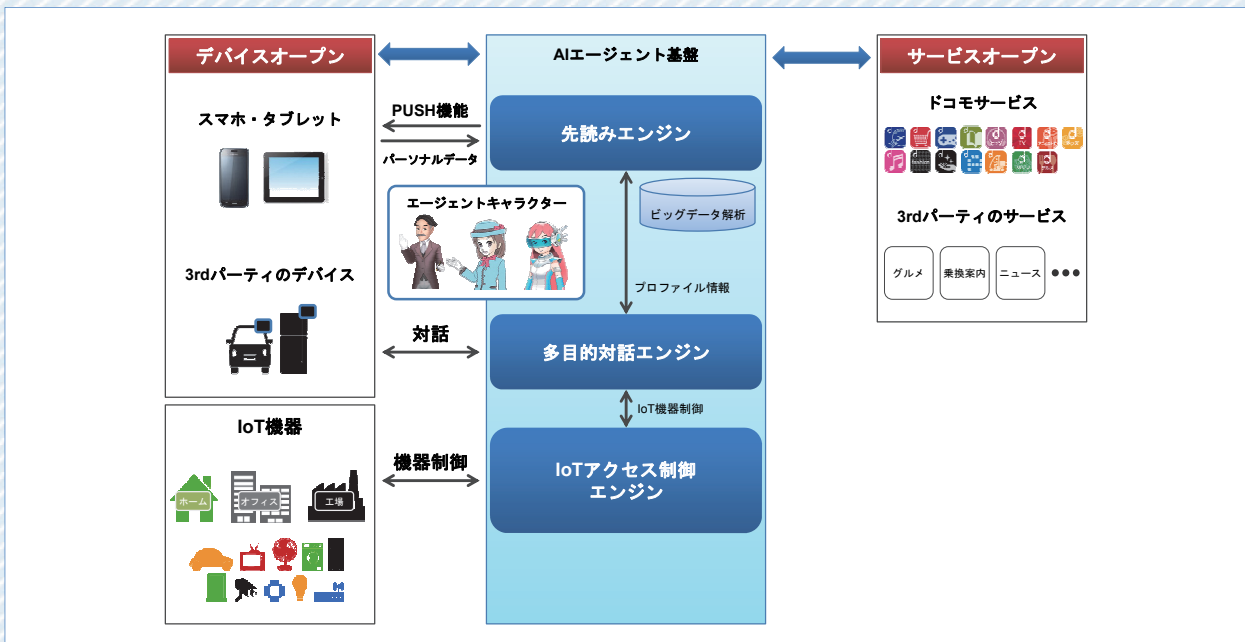 デバイスオープン
スマホ・タブレット
3rdパーティのデバイス
IoT機器
ホーム
オフィス
工場
PUSH機能
パーソナルデータ
エージェントキャラクター
対話
機器制御
AIエージェント基盤
先読みエンジン
ビッグデータ解析
プロファイル情報
多目的対話エンジン
IoT機器制御
IoTアクセス制御
エンジン
サービスオープン
ドコモサービス
3rdパーティのサービス
グルメ
乗換案内
ニュース
●●●